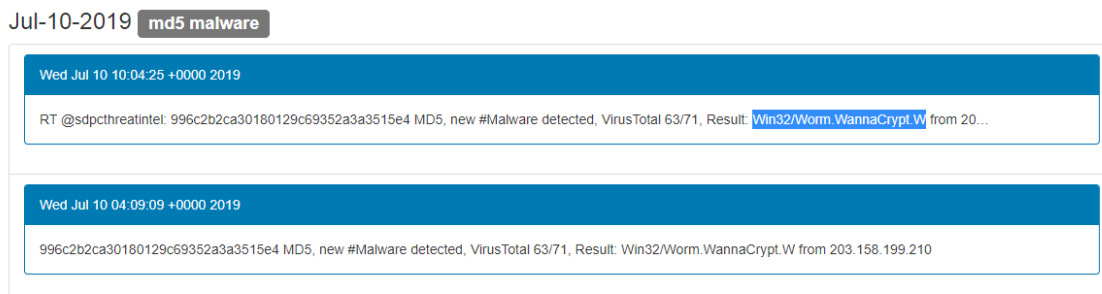 Jul-10-2019 md5 malware
Wed Jul 10 10:04:25 +0000 2019
RT @sdpcthreatintel: 996c2b2ca30180129c69352a3a3515e4 MD5, new #Malware detected, VirusTotal 63/71, Result: Win32/Worm.WannaCrypt.W from 20…
Wed Jul 10 04:09:09 +0000 2019
996c2b2ca30180129c69352a3a3515e4 MD5, new #Malware detected, VirusTotal 63/71, Result: Win32/Worm.WannaCrypt.W from 203.158.199.210